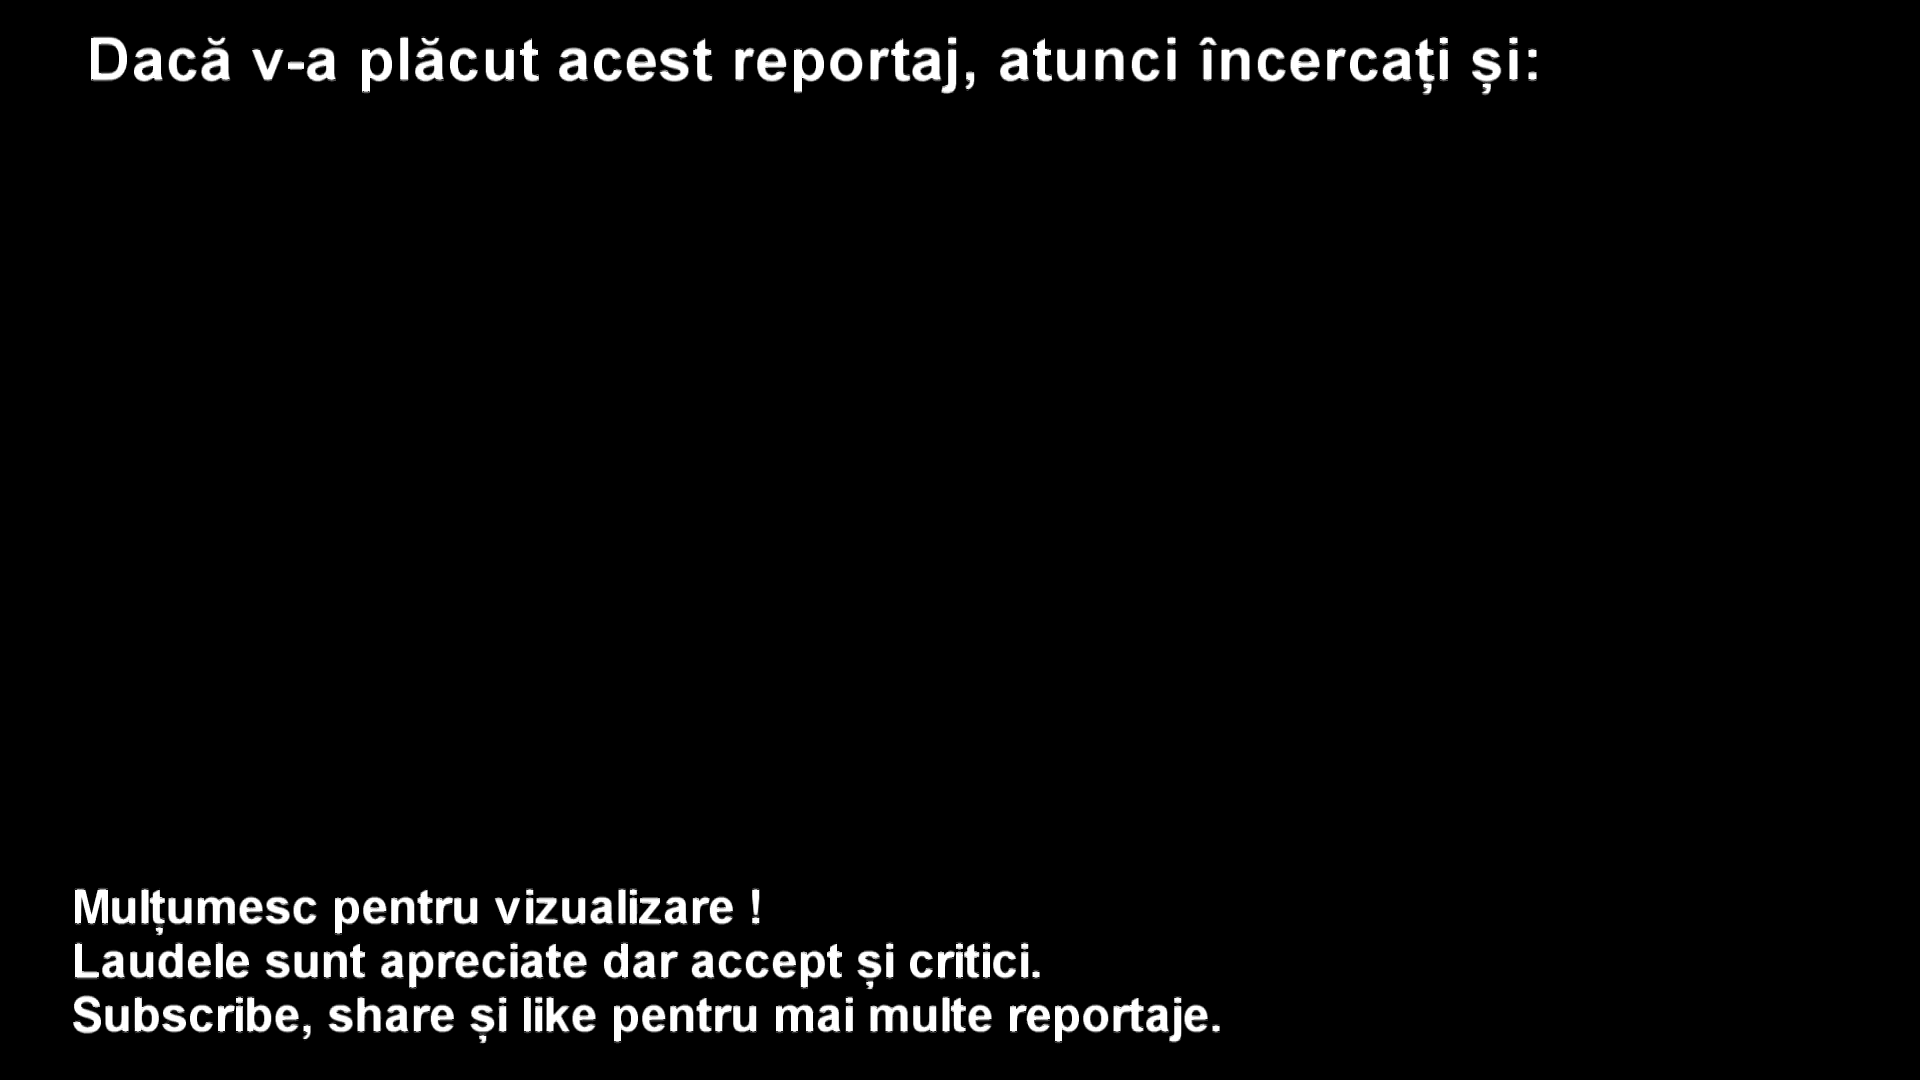 Dacă v-a plăcut acest reportaj, atunci încercați și:
Mulțumesc pentru vizualizare !
Laudele sunt apreciate dar accept și critici.
Subscribe, share și like pentru mai multe reportaje.